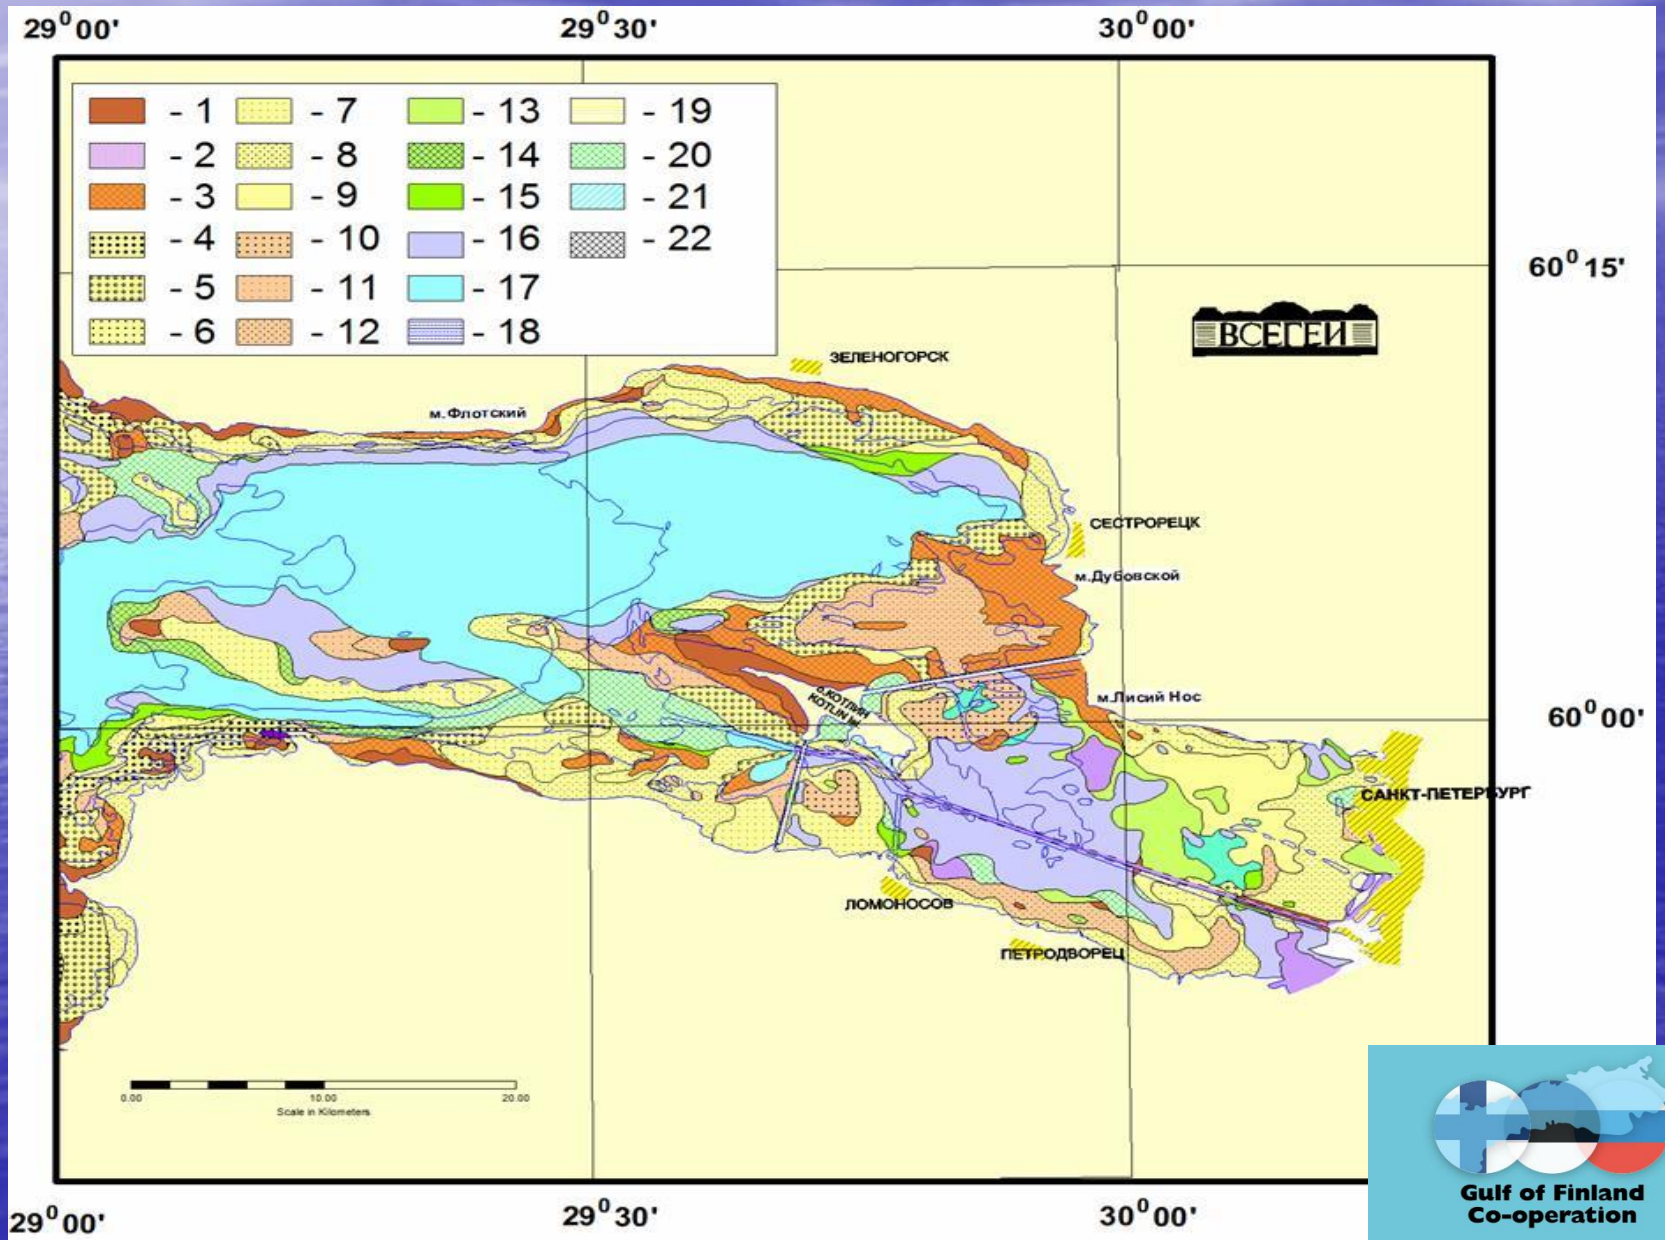 29⁰00' 29⁰30' 30⁰00'
- 1 - 7 - 13 - 19
- 2 - 8 - 14 - 20
- 3 - 9 - 15 - 21
- 4 - 10 - 16 - 22
- 5 - 11 - 17
- 6 - 12 - 18
60⁰15'
ВСЕГЕИ
ЗЕЛЕНОГОРСК
м.Флотский
СЕСТРОРЕЦК
м.Дубовской
м.Лисий Нос
о.КОТЛИН
KOTLIN Isl.
60⁰00'
САНКТ-ПЕТЕРБУРГ
ЛОМОНОСОВ
ПЕТРОДВОРЕЦ
0.00 10.00 20.00
Scale in Kilometers
29⁰00' 29⁰30' 30⁰00'
Gulf of Finland
Co-operation